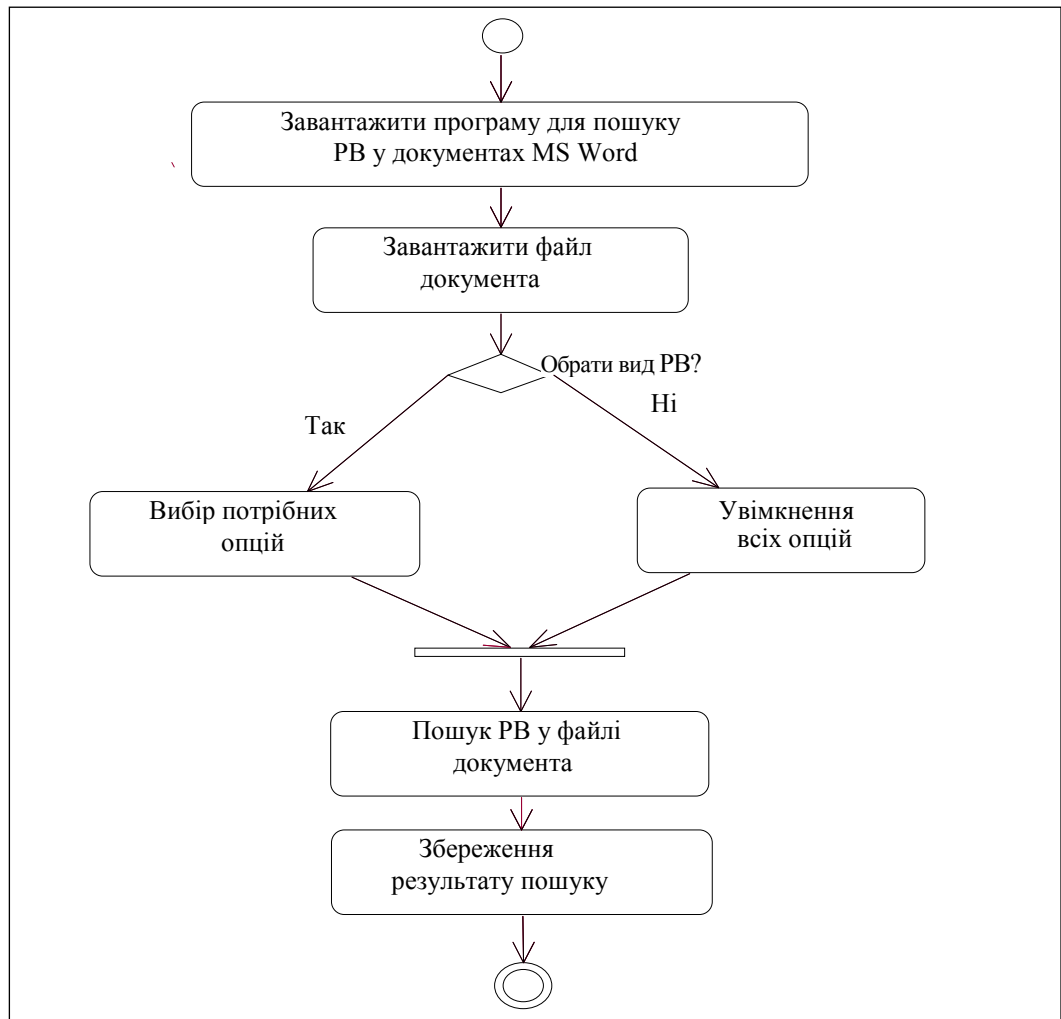 Завантажити програму для пошуку
РВ у документах MS Word
Завантажити файл
документа
Обрати вид РВ?
Так
Ні
Вибір потрібних
опцій
Увімкнення
всіх опцій
Пошук РВ у файлі
документа
Збереження
результату пошуку